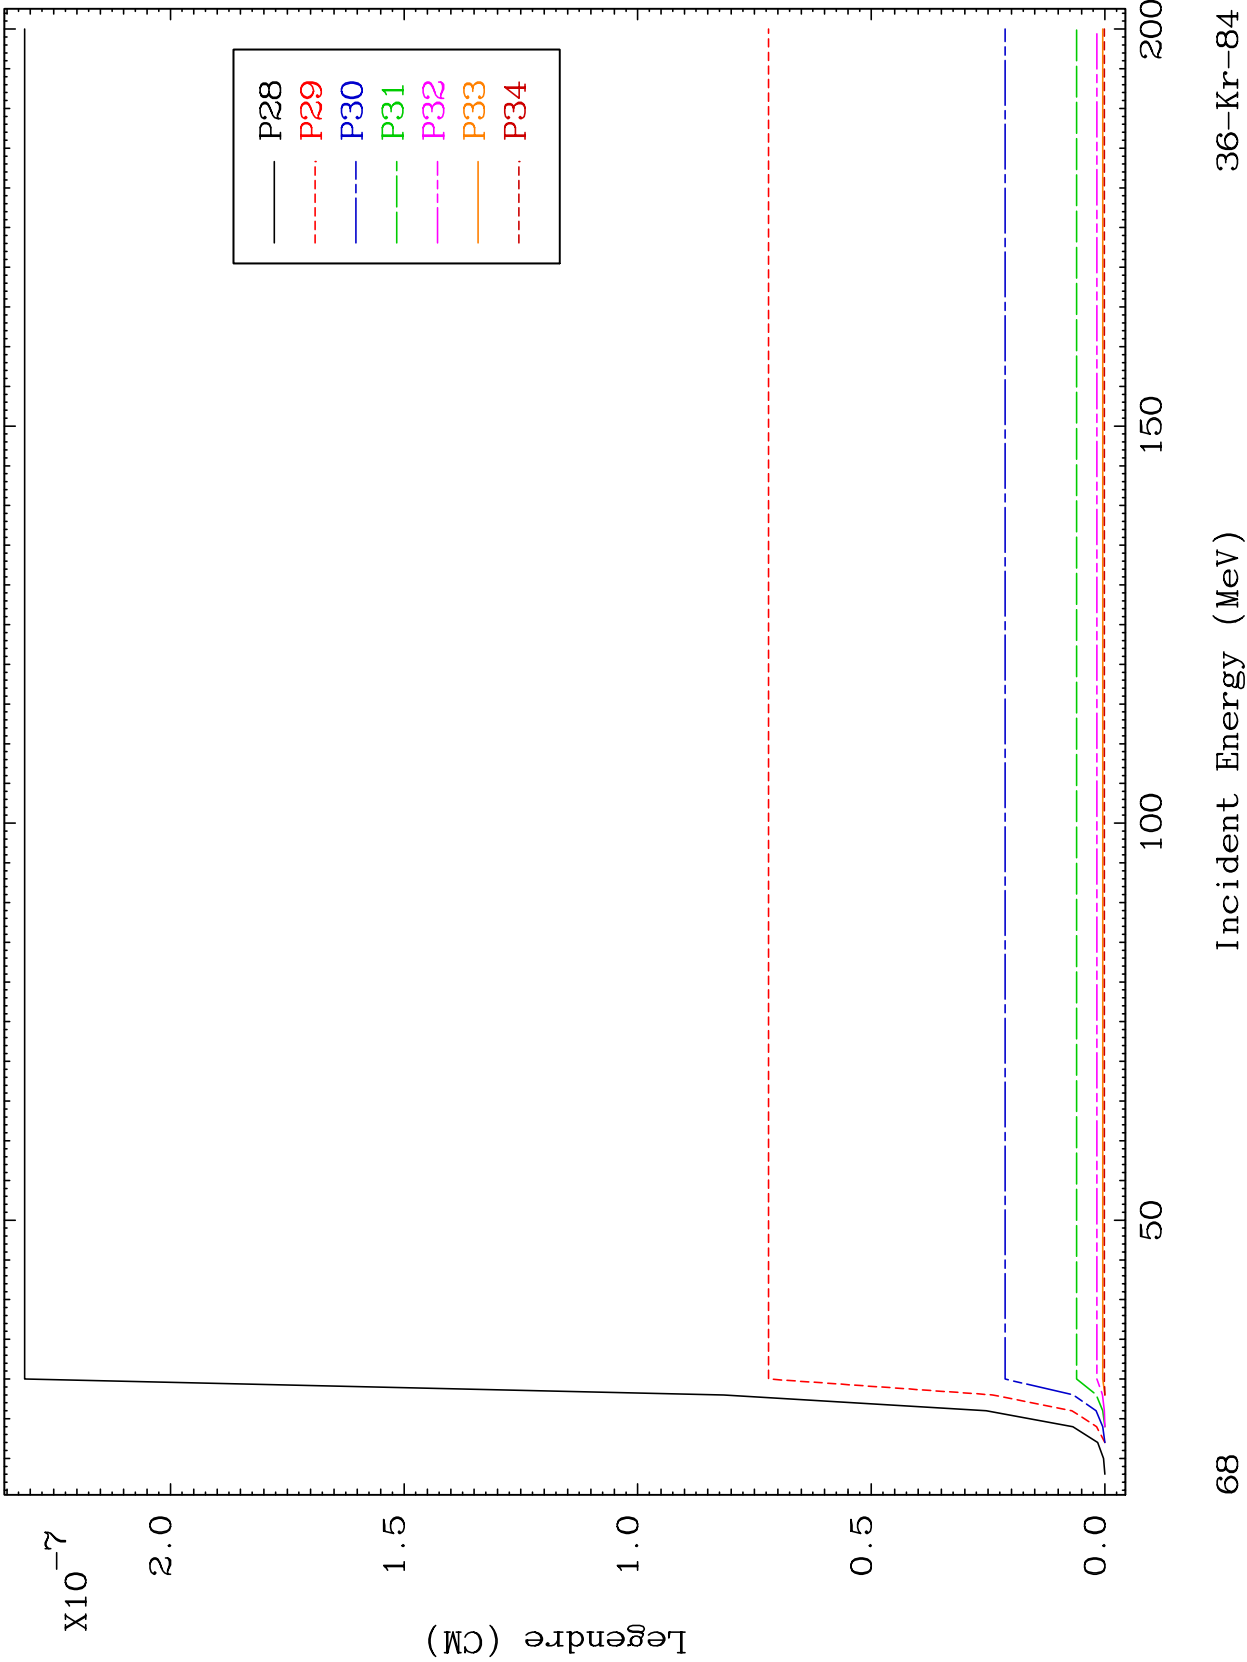 X10-7
2.0
1.5
1.0
0.5
0.0
Legendre (CM)
P28
P29
P30
P31
P32
P33
P34
50
100
150
200
Incident Energy (MeV)
68
36-Kr-84